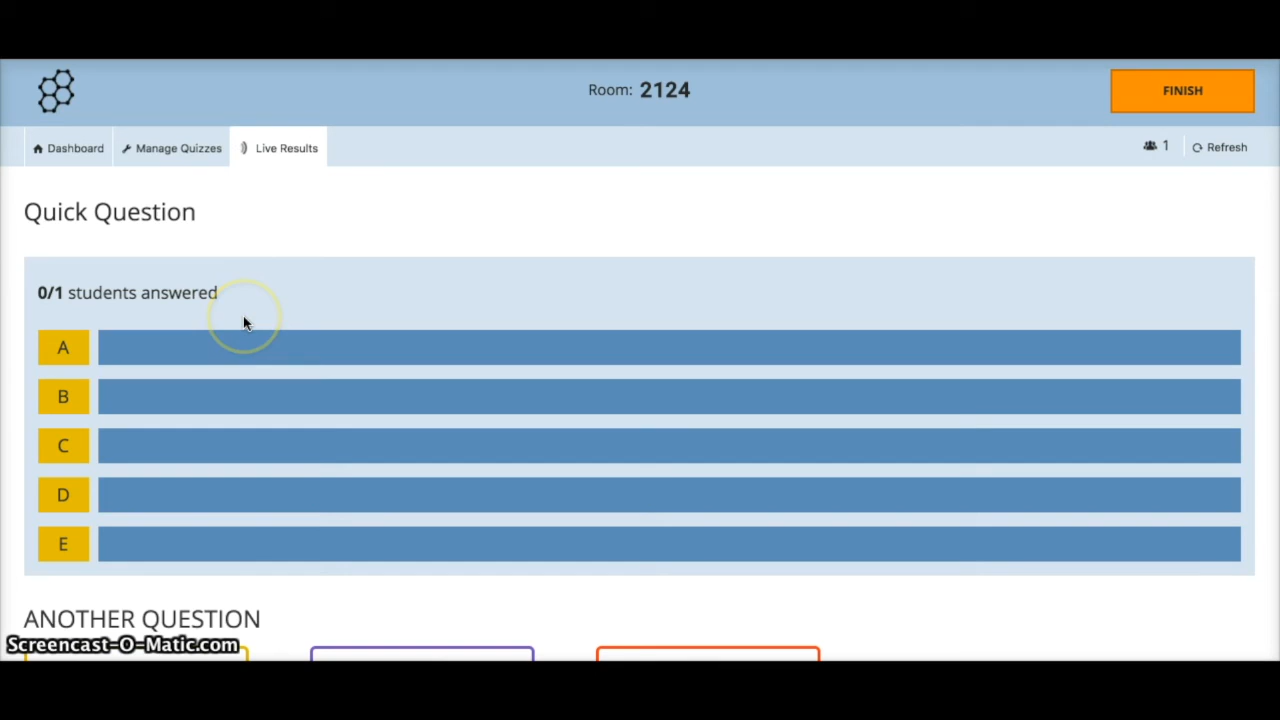 Room: 2124
FINISH
Dashboard
Manage Quizzes
Live Results
1
Refresh
Quick Question
0/1 students answered
A
B
C
D
E
ANOTHER QUESTION
Screencast-O-Matic.com